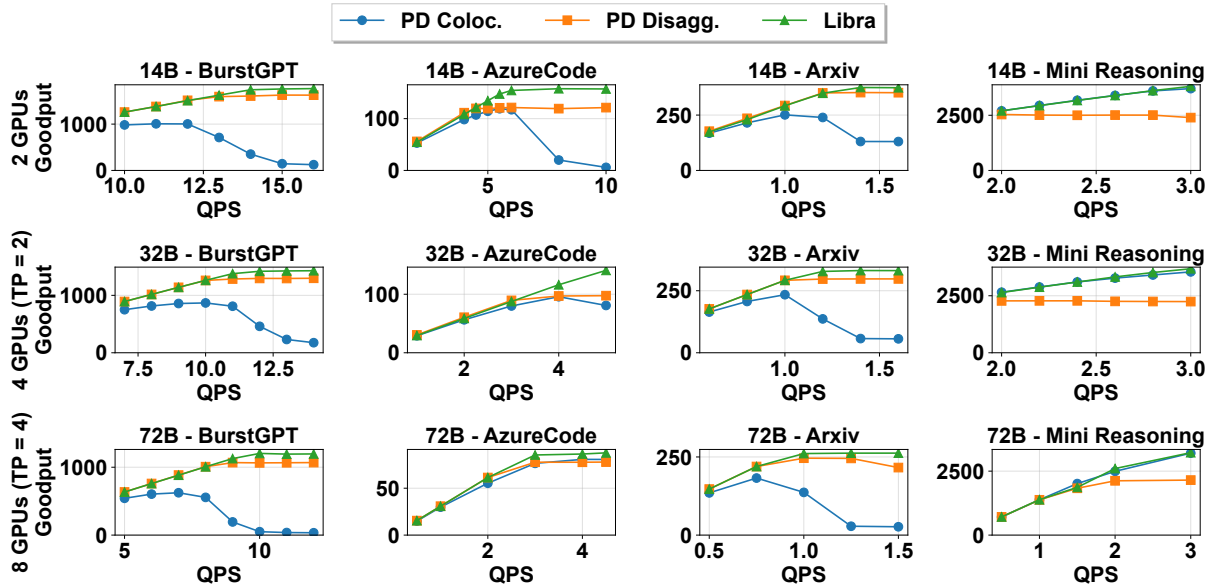 PD Coloc. PD Disagg. Libra
14B - BurstGPT 14B - AzureCode 14B - Arxiv 14B - Mini Reasoning
2 GPUs
Goodput
1000
0
10.0 12.5 15.0
QPS
100
0
5 10
QPS
250
0
1.0 1.5
QPS
2500
0
2.0 2.5 3.0
QPS
32B - BurstGPT 32B - AzureCode 32B - Arxiv 32B - Mini Reasoning
4 GPUs (TP = 2)
Goodput
1000
0
7.5 10.0 12.5
QPS
100
0
2 4
QPS
250
0
1.0 1.5
QPS
2500
0
2.0 2.5 3.0
QPS
72B - BurstGPT 72B - AzureCode 72B - Arxiv 72B - Mini Reasoning
8 GPUs (TP = 4)
Goodput
1000
0
5 10
QPS
50
0
2 4
QPS
250
0
0.5 1.0 1.5
QPS
2500
0
1 2 3
QPS